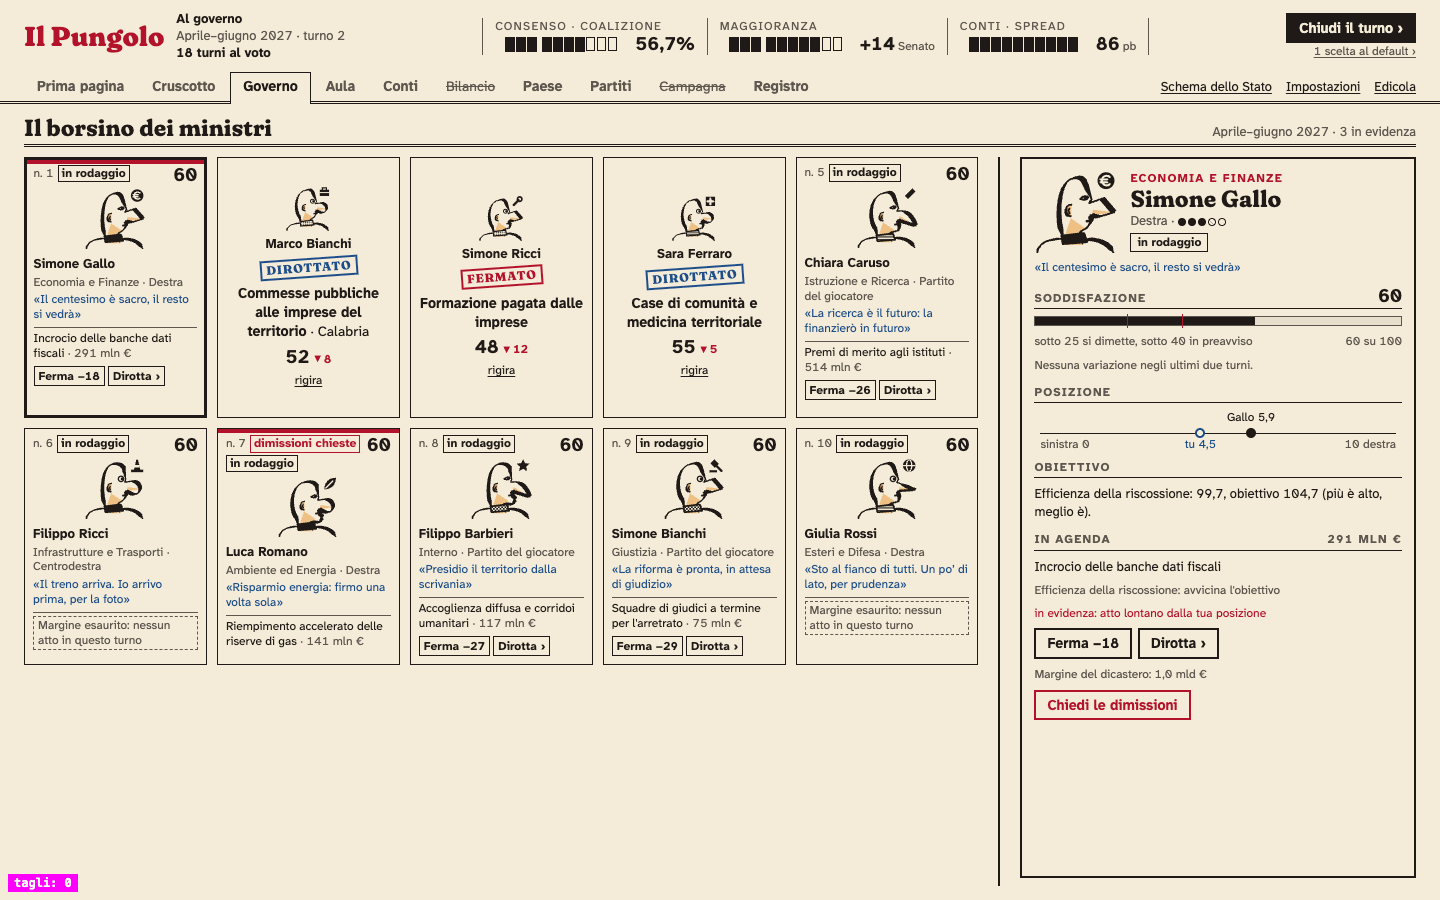 Il Pungolo
Al governo
Aprile–giugno 2027 · turno 2
18 turni al voto
CONSENSO · COALIZIONE
56,7%
MAGGIORANZA
+14 Senato
CONTI · SPREAD
86 pb
Chiudi il turno ›
1 scelta al default ›
Prima pagina
Cruscotto
Governo
Aula
Conti
Bilancio
Paese
Partiti
Campagna
Registro
Schema dello Stato
Impostazioni
Edicola
Il borsino dei ministri
Aprile–giugno 2027 · 3 in evidenza
n. 1 in rodaggio 60
Simone Gallo
Economia e Finanze · Destra
«Il centesimo è sacro, il resto
si vedrà»
Incrocio delle banche dati
fiscali · 291 mln €
Ferma −18 Dirotta ›
Marco Bianchi
DIROTTATO
Commesse pubbliche
alle imprese del
territorio · Calabria
52 ▼8
rigira
Simone Ricci
FERMATO
Formazione pagata dalle
imprese
48 ▼12
rigira
Sara Ferraro
DIROTTATO
Case di comunità e
medicina territoriale
55 ▼5
rigira
n. 5 in rodaggio 60
Chiara Caruso
Istruzione e Ricerca · Partito
del giocatore
«La ricerca è il futuro: la
finanzierò in futuro»
Premi di merito agli istituti ·
514 mln €
Ferma −26 Dirotta ›
n. 6 in rodaggio 60
Filippo Ricci
Infrastrutture e Trasporti ·
Centrodestra
«Il treno arriva. Io arrivo
prima, per la foto»
Margine esaurito: nessun
atto in questo turno
n. 7 dimissioni chieste 60
in rodaggio
Luca Romano
Ambiente ed Energia · Destra
«Risparmio energia: firmo una
volta sola»
Riempimento accelerato delle
riserve di gas · 141 mln €
n. 8 in rodaggio 60
Filippo Barbieri
Interno · Partito del giocatore
«Presidio il territorio dalla
scrivania»
Accoglienza diffusa e corridoi
umanitari · 117 mln €
Ferma −27 Dirotta ›
n. 9 in rodaggio 60
Simone Bianchi
Giustizia · Partito del giocatore
«La riforma è pronta, in attesa
di giudizio»
Squadre di giudici a termine
per l'arretrato · 75 mln €
Ferma −29 Dirotta ›
n. 10 in rodaggio 60
Giulia Rossi
Esteri e Difesa · Destra
«Sto al fianco di tutti. Un po' di
lato, per prudenza»
Margine esaurito: nessun
atto in questo turno
ECONOMIA E FINANZE
Simone Gallo
Destra · ●●●○○
in rodaggio
«Il centesimo è sacro, il resto si vedrà»
SODDISFAZIONE 60
sotto 25 si dimette, sotto 40 in preavviso 60 su 100
Nessuna variazione negli ultimi due turni.
POSIZIONE
Gallo 5,9
sinistra 0 tu 4,5 10 destra
OBIETTIVO
Efficienza della riscossione: 99,7, obiettivo 104,7 (più è alto,
meglio è).
IN AGENDA 291 MLN €
Incrocio delle banche dati fiscali
Efficienza della riscossione: avvicina l'obiettivo
in evidenza: atto lontano dalla tua posizione
Ferma −18 Dirotta ›
Margine del dicastero: 1,0 mld €
Chiedi le dimissioni
tagli: 0